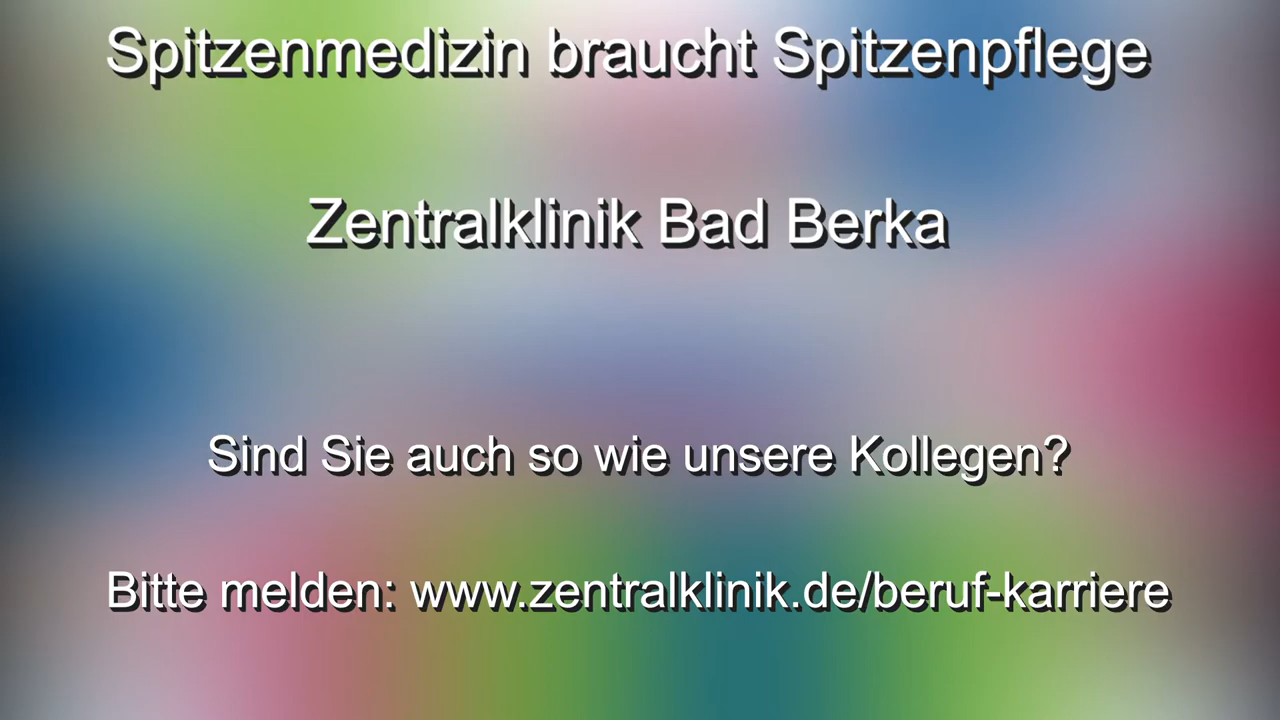 Spitzenmedizin braucht Spitzenpflege
Zentralklinik Bad Berka
Sind Sie auch so wie unsere Kollegen?
Bitte melden: www.zentralklinik.de/beruf-karriere